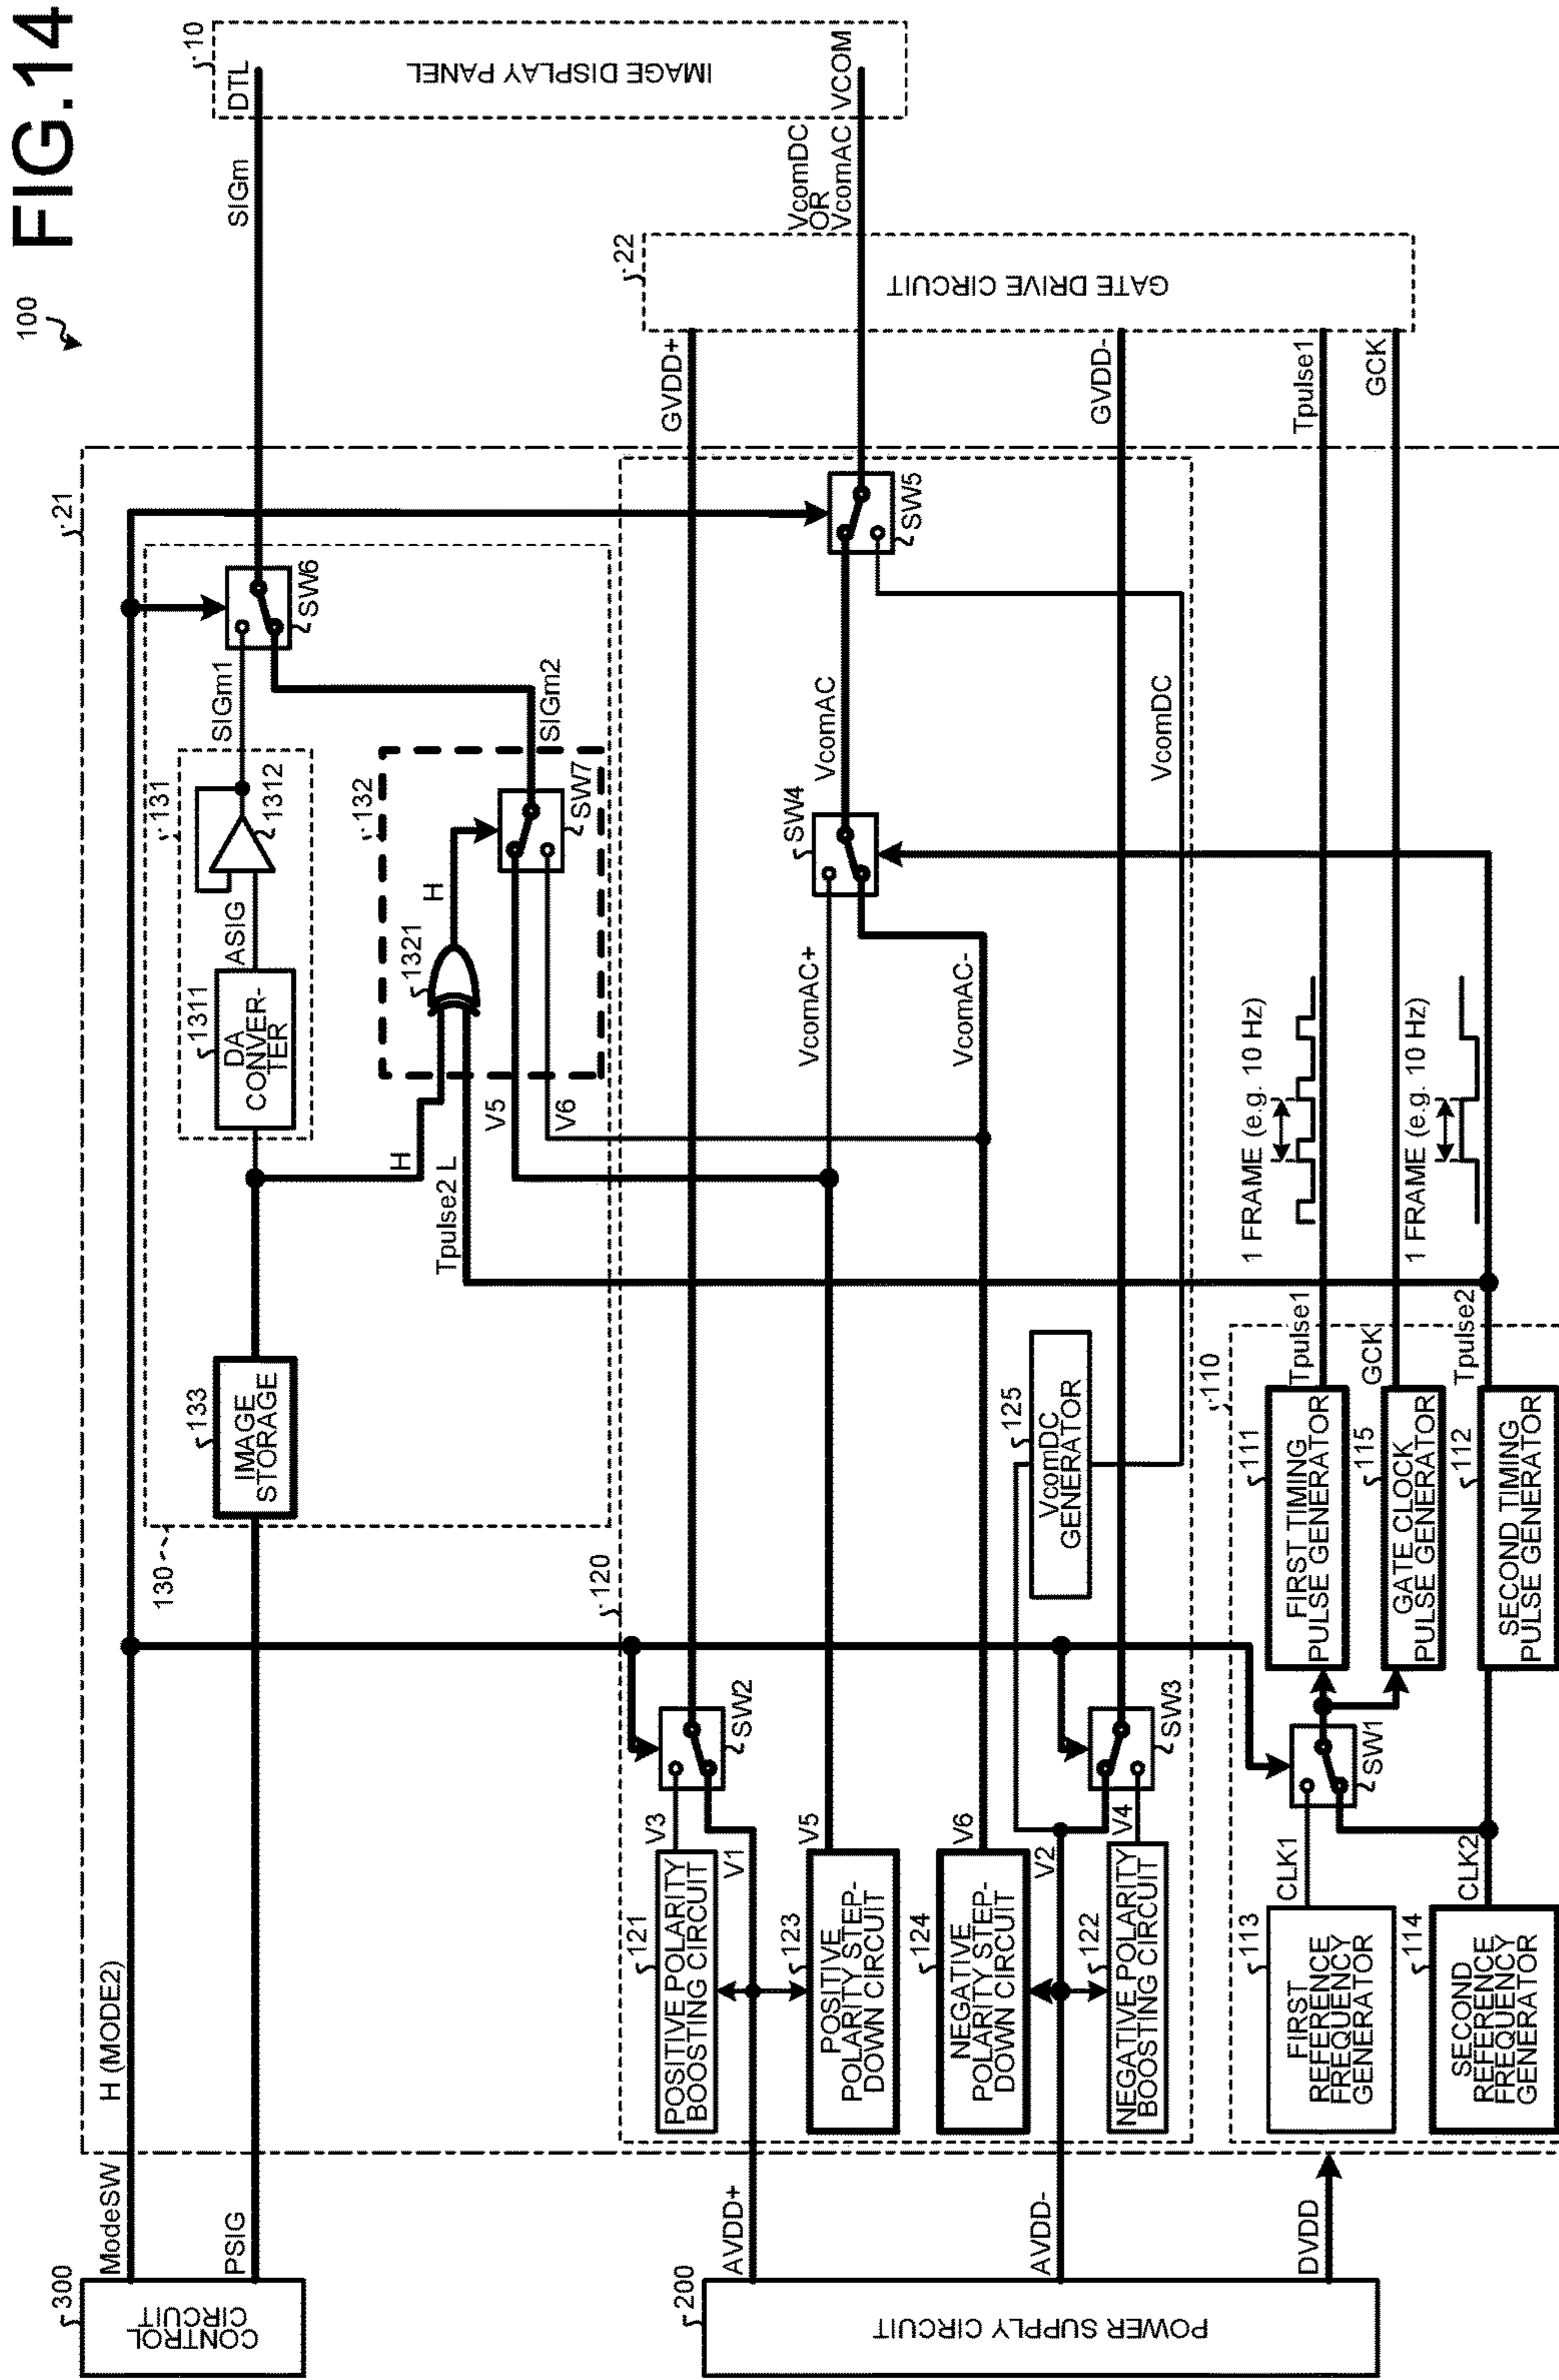 FIG.14
100
300
CONTROL
CIRCUIT
ModeSW
H (MODE2)
PSIG
21
130
133
IMAGE
STORAGE
131
1311
DA
CONVER-
TER
ASIG
1312
SIGm1
SW6
SIGm
10
DTL
IMAGE DISPLAY PANEL
VCOM
H
Tpulse2 L
132
1321
H
V5
V6
SW7
SIGm2
120
200
POWER SUPPLY CIRCUIT
AVDD+
AVDD-
DVDD
121
POSITIVE POLARITY
BOOSTING CIRCUIT
V3
V1
SW2
GVDD+
22
GATE DRIVE CIRCUIT
VcomDC
OR
VcomAC
123
POSITIVE
POLARITY STEP-
DOWN CIRCUIT
V5
VcomAC+
SW4
VcomAC
SW5
124
NEGATIVE
POLARITY STEP-
DOWN CIRCUIT
V6
VcomAC-
V2
125
VcomDC
GENERATOR
122
NEGATIVE POLARITY
BOOSTING CIRCUIT
V4
SW3
GVDD-
VcomDC
110
113
FIRST
REFERENCE
FREQUENCY
GENERATOR
CLK1
SW1
111
FIRST TIMING
PULSE GENERATOR
Tpulse1
1 FRAME (e.g. 10 Hz)
Tpulse1
115
GATE CLOCK
PULSE GENERATOR
GCK
GCK
114
SECOND
REFERENCE
FREQUENCY
GENERATOR
CLK2
112
SECOND TIMING
PULSE GENERATOR
Tpulse2
1 FRAME (e.g. 10 Hz)